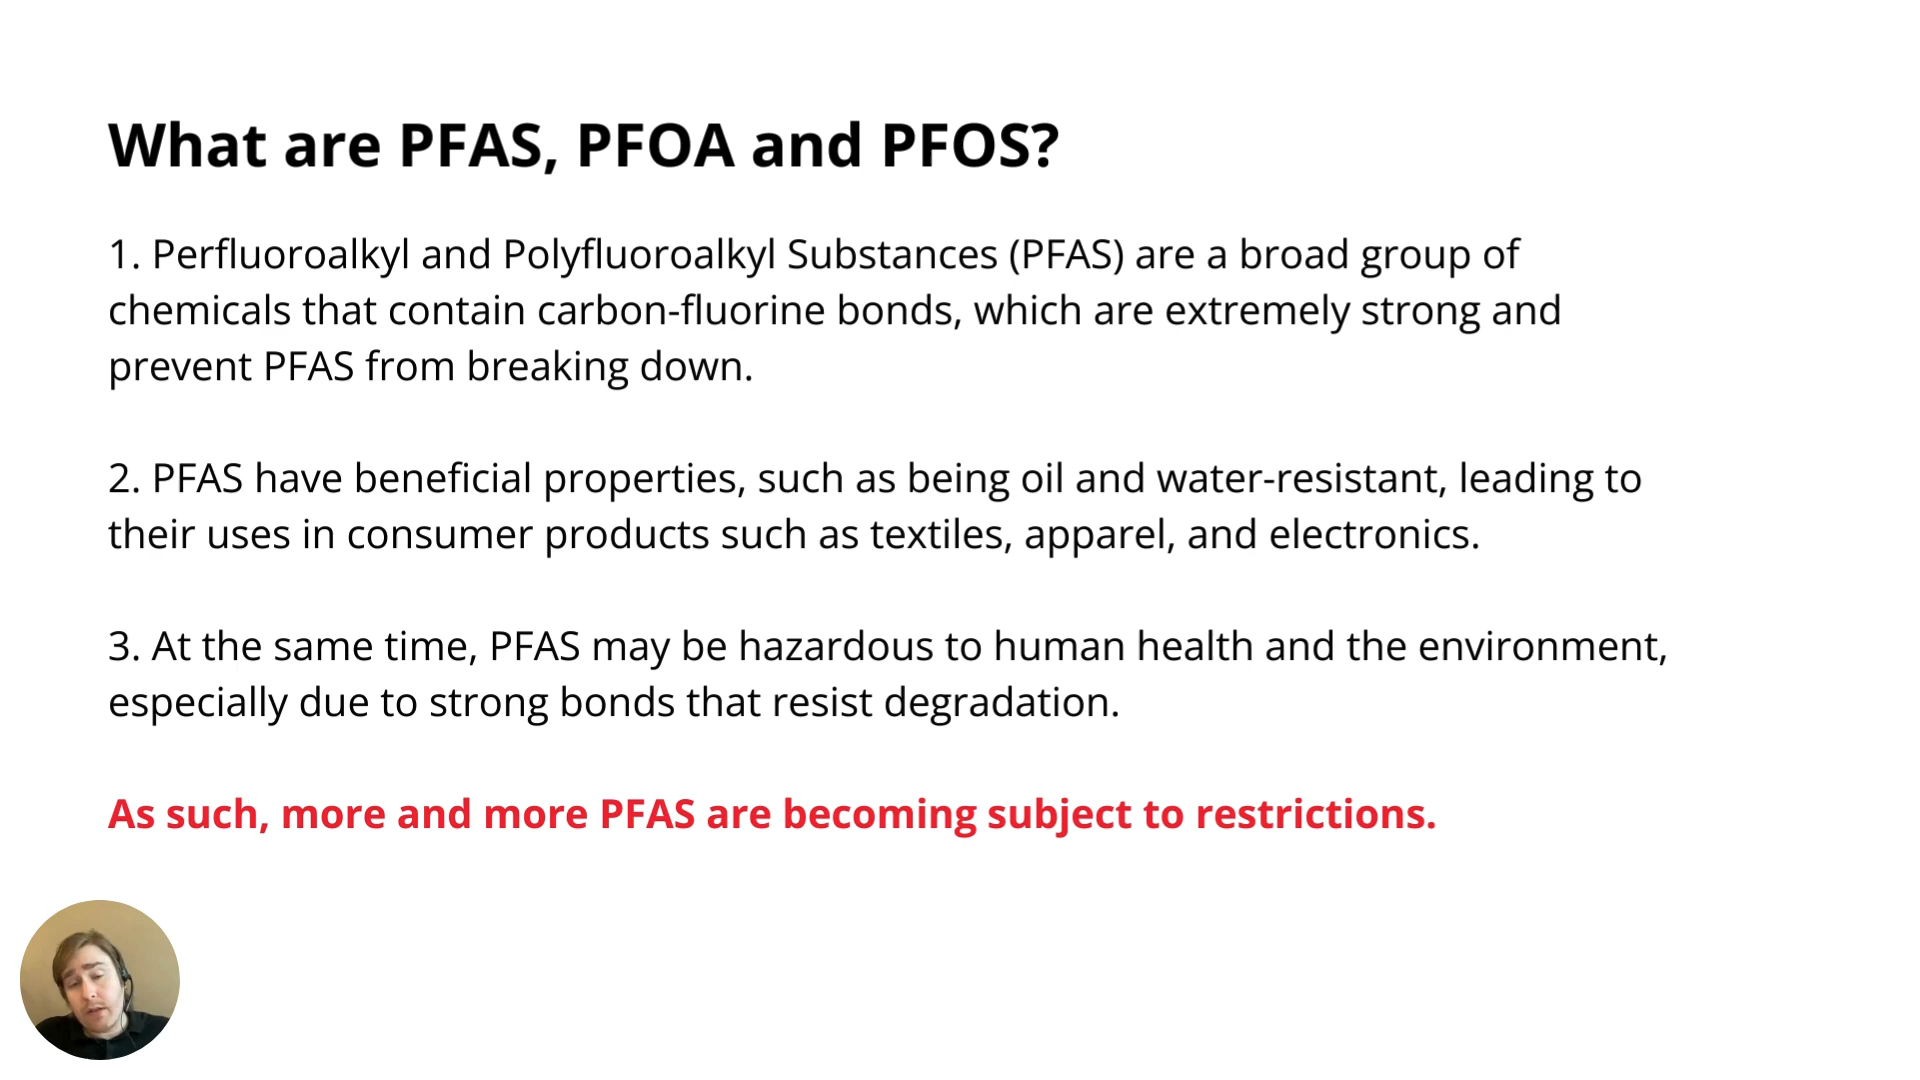 What are PFAS, PFOA and PFOS?
1. Perfluoroalkyl and Polyfluoroalkyl Substances (PFAS) are a broad group of
chemicals that contain carbon-fluorine bonds, which are extremely strong and
prevent PFAS from breaking down.
2. PFAS have beneficial properties, such as being oil and water-resistant, leading to
their uses in consumer products such as textiles, apparel, and electronics.
3. At the same time, PFAS may be hazardous to human health and the environment,
especially due to strong bonds that resist degradation.
As such, more and more PFAS are becoming subject to restrictions.